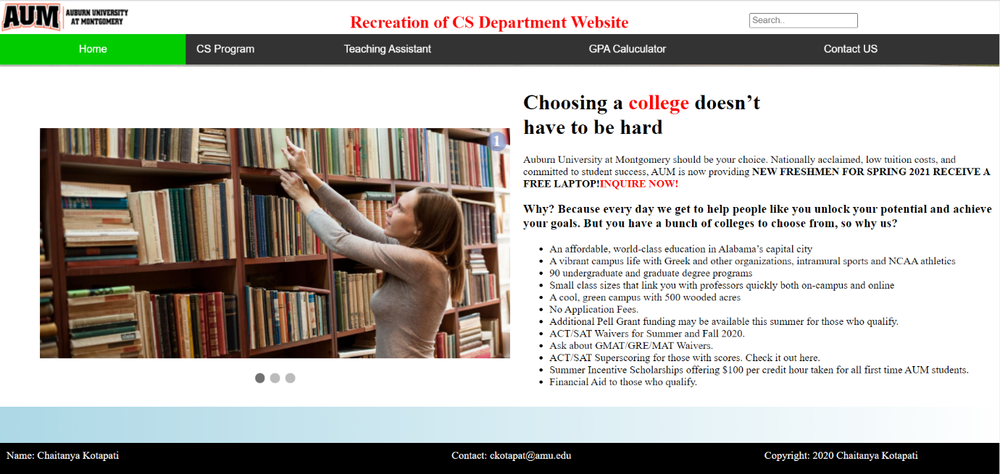 AUM AUBURN UNIVERSITY
AT MONTGOMERY
Recreation of CS Department Website
Search..
Home CS Program Teaching Assistant GPA Caluculator Contact US
1
Choosing a college doesn’t
have to be hard
Auburn University at Montgomery should be your choice. Nationally acclaimed, low tuition costs, and
committed to student success, AUM is now providing NEW FRESHMEN FOR SPRING 2021 RECEIVE A
FREE LAPTOP!INQUIRE NOW!
Why? Because every day we get to help people like you unlock your potential and achieve
your goals. But you have a bunch of colleges to choose from, so why us?
• An affordable, world-class education in Alabama’s capital city
• A vibrant campus life with Greek and other organizations, intramural sports and NCAA athletics
• 90 undergraduate and graduate degree programs
• Small class sizes that link you with professors quickly both on-campus and online
• A cool, green campus with 500 wooded acres
• No Application Fees.
• Additional Pell Grant funding may be available this summer for those who qualify.
• ACT/SAT Waivers for Summer and Fall 2020.
• Ask about GMAT/GRE/MAT Waivers.
• ACT/SAT Superscoring for those with scores. Check it out here.
• Summer Incentive Scholarships offering $100 per credit hour taken for all first time AUM students.
• Financial Aid to those who qualify.
Name: Chaitanya Kotapati Contact: ckotapat@amu.edu Copyright: 2020 Chaitanya Kotapati